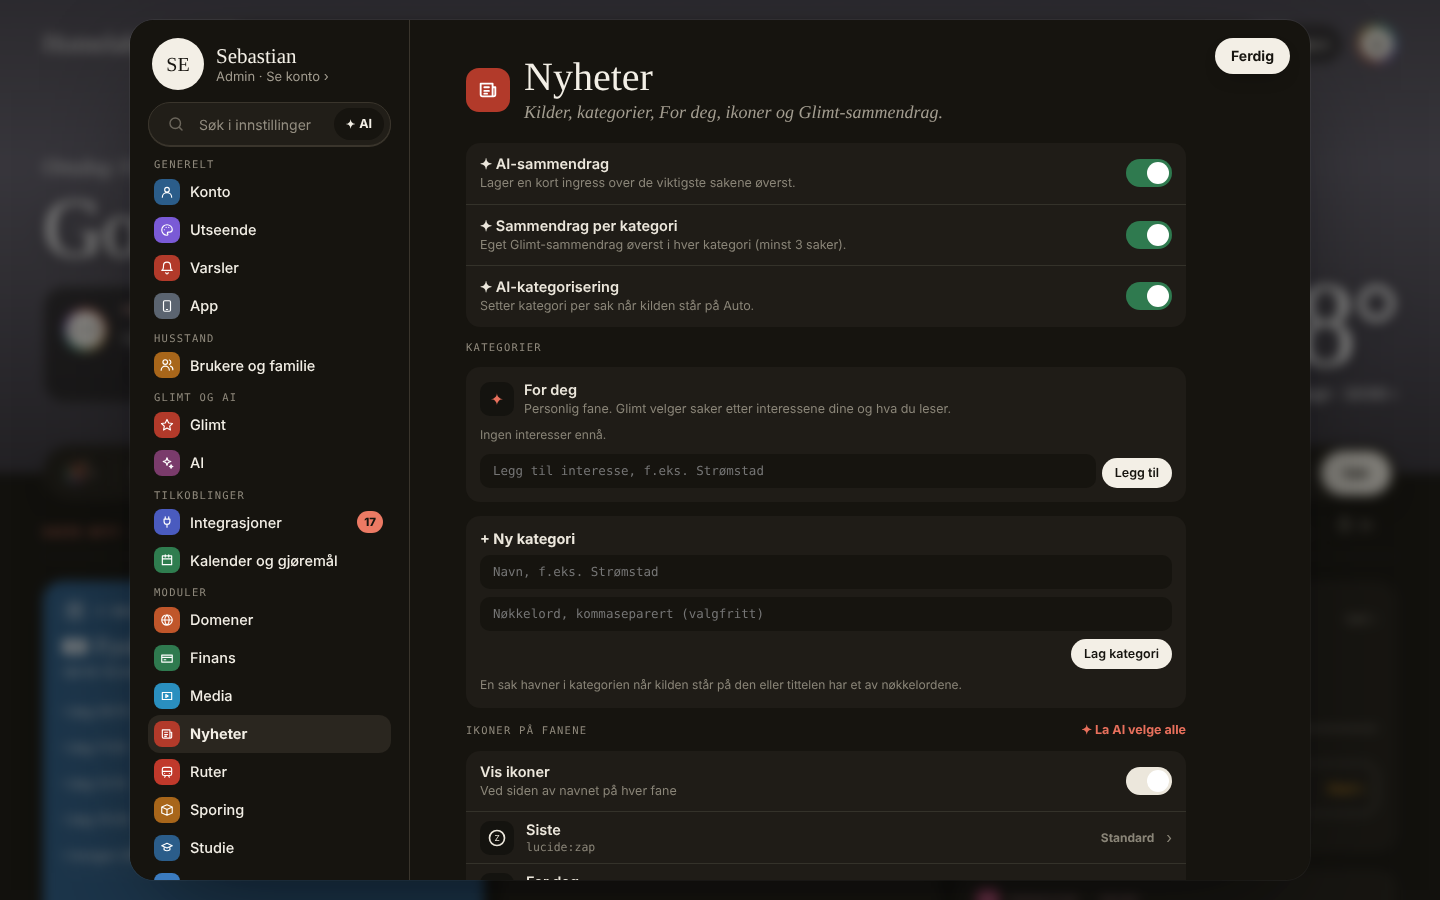 SE
Sebastian
Admin · Se konto ›
Søk i innstillinger
✦ AI
GENERELT
Konto
Utseende
Varsler
App
HUSSTAND
Brukere og familie
GLIMT OG AI
Glimt
AI
TILKOBLINGER
Integrasjoner
17
Kalender og gjøremål
MODULER
Domener
Finans
Media
Nyheter
Ruter
Sporing
Studie
Ferdig
Nyheter
Kilder, kategorier, For deg, ikoner og Glimt-sammendrag.
✦ AI-sammendrag
Lager en kort ingress over de viktigste sakene øverst.
✦ Sammendrag per kategori
Eget Glimt-sammendrag øverst i hver kategori (minst 3 saker).
✦ AI-kategorisering
Setter kategori per sak når kilden står på Auto.
KATEGORIER
For deg
Personlig fane. Glimt velger saker etter interessene dine og hva du leser.
Ingen interesser ennå.
Legg til interesse, f.eks. Strømstad
Legg til
+ Ny kategori
Navn, f.eks. Strømstad
Nøkkelord, kommaseparert (valgfritt)
Lag kategori
En sak havner i kategorien når kilden står på den eller tittelen har et av nøkkelordene.
IKONER PÅ FANENE
✦ La AI velge alle
Vis ikoner
Ved siden av navnet på hver fane
Siste
lucide:zap
Standard ›
For deg
8°